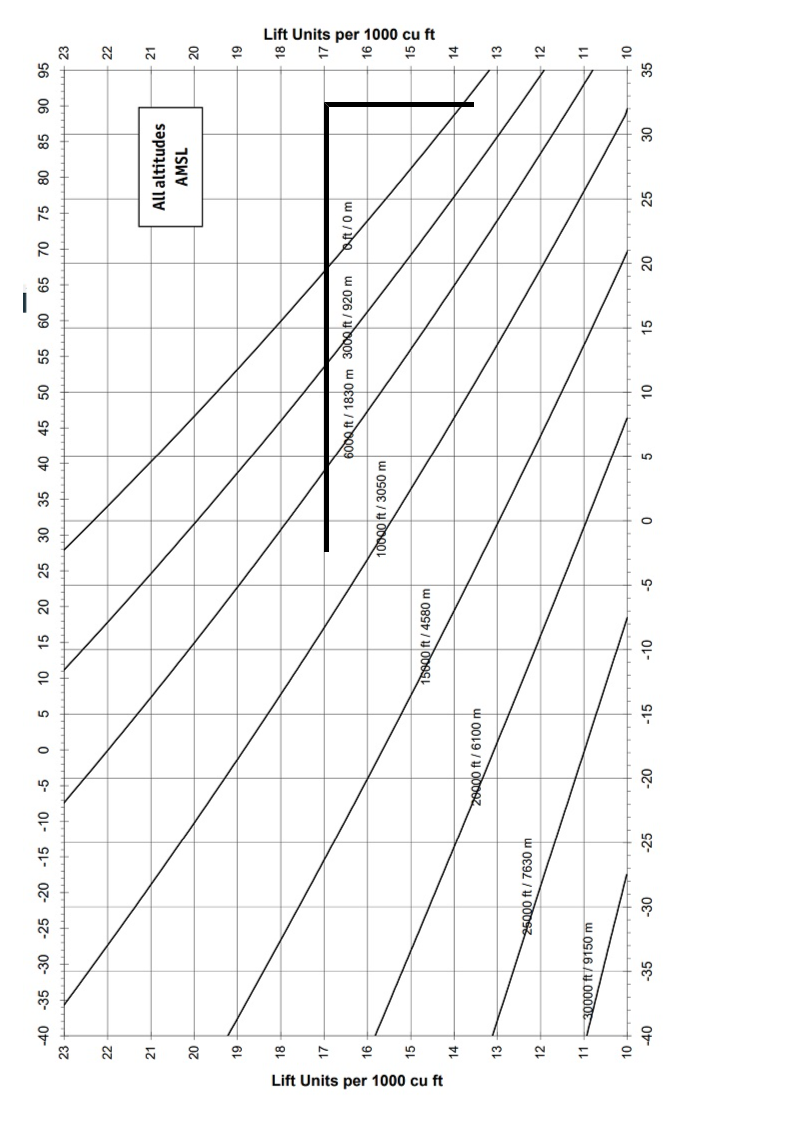 Lift Units per 1000 cu ft
23 22 21 20 19 18 17 16 15 14 13 12 11 10
95 35
90
85 30
80
75 25
70
65 20
60
55 15
50 10
45
40 5
35
30 0
25
20 -5
15
10 -10
5 -15
0
-5 -20
-10
-15 -25
-20
-25 -30
-30
-35 -35
-40 -40
All altitudes
AMSL
0 ft / 0 m
3000 ft / 920 m
6000 ft / 1830 m
10000 ft / 3050 m
15000 ft / 4580 m
20000 ft / 6100 m
25000 ft / 7630 m
30000 ft / 9150 m
23 22 21 20 19 18 17 16 15 14 13 12 11 10
Lift Units per 1000 cu ft